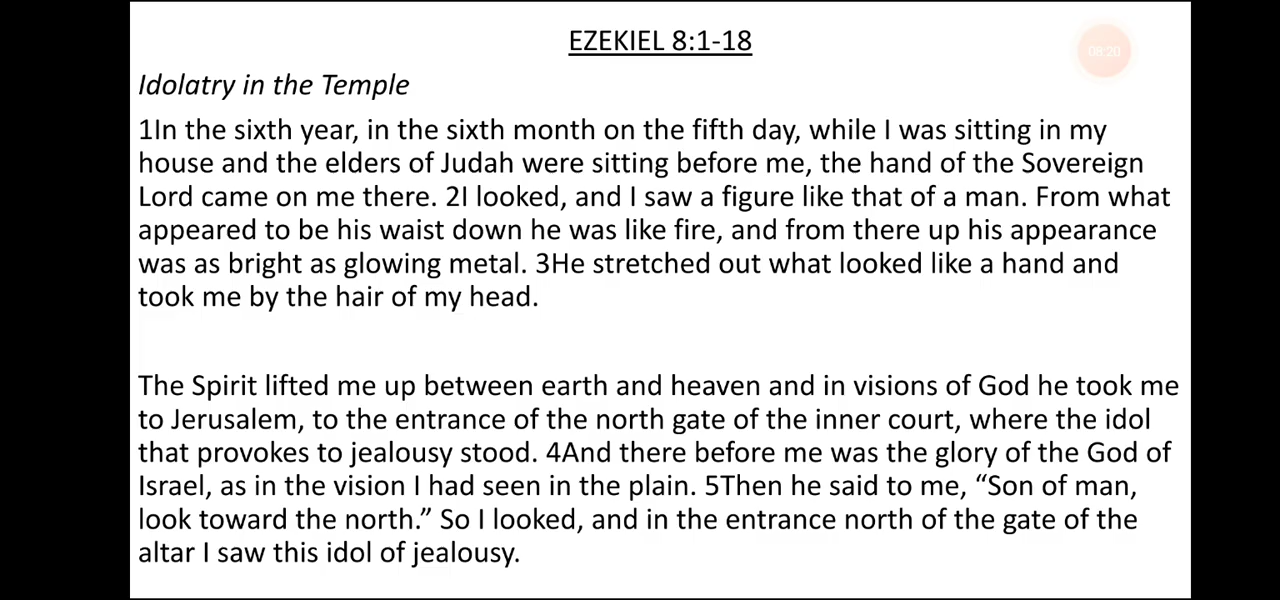 EZEKIEL 8:1-18
08:20
Idolatry in the Temple
1In the sixth year, in the sixth month on the fifth day, while I was sitting in my
house and the elders of Judah were sitting before me, the hand of the Sovereign
Lord came on me there. 2I looked, and I saw a figure like that of a man. From what
appeared to be his waist down he was like fire, and from there up his appearance
was as bright as glowing metal. 3He stretched out what looked like a hand and
took me by the hair of my head.
The Spirit lifted me up between earth and heaven and in visions of God he took me
to Jerusalem, to the entrance of the north gate of the inner court, where the idol
that provokes to jealousy stood. 4And there before me was the glory of the God of
Israel, as in the vision I had seen in the plain. 5Then he said to me, “Son of man,
look toward the north.” So I looked, and in the entrance north of the gate of the
altar I saw this idol of jealousy.